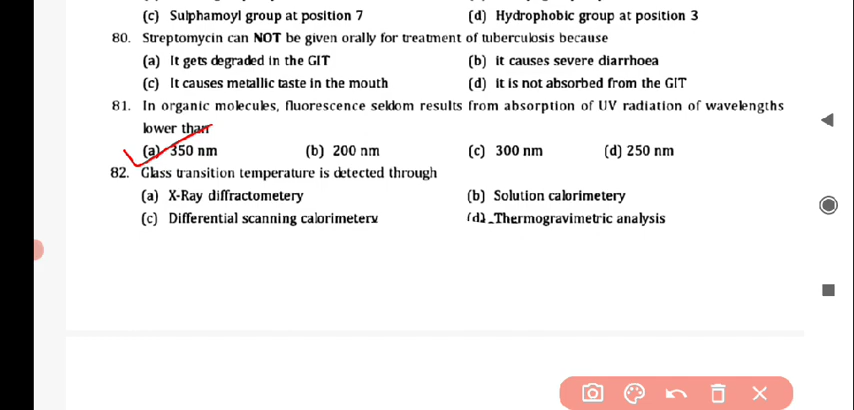 (c) Sulphamoyl group at position 7 (d) Hydrophobic group at position 3
80. Streptomycin can NOT be given orally for treatment of tuberculosis because
(a) It gets degraded in the GIT (b) it causes severe diarrhoea
(c) It causes metallic taste in the mouth (d) it is not absorbed from the GIT
81. In organic molecules, fluorescence seldom results from absorption of UV radiation of wavelengths
lower than
(a) 350 nm (b) 200 nm (c) 300 nm (d) 250 nm
82. Glass transition temperature is detected through
(a) X-Ray diffractometery (b) Solution calorimetery
(c) Differential scanning calorimetery (d) Thermogravimetric analysis